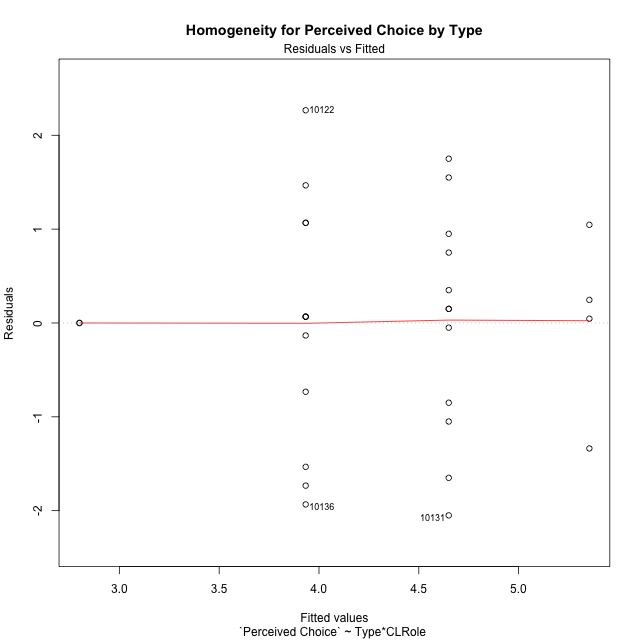 Homogeneity for Perceived Choice by Type
Residuals vs Fitted
10122
2
1
Residuals
0
-1
-2
10136
10131
3.0 3.5 4.0 4.5 5.0
Fitted values
`Perceived Choice` ~ Type*CLRole